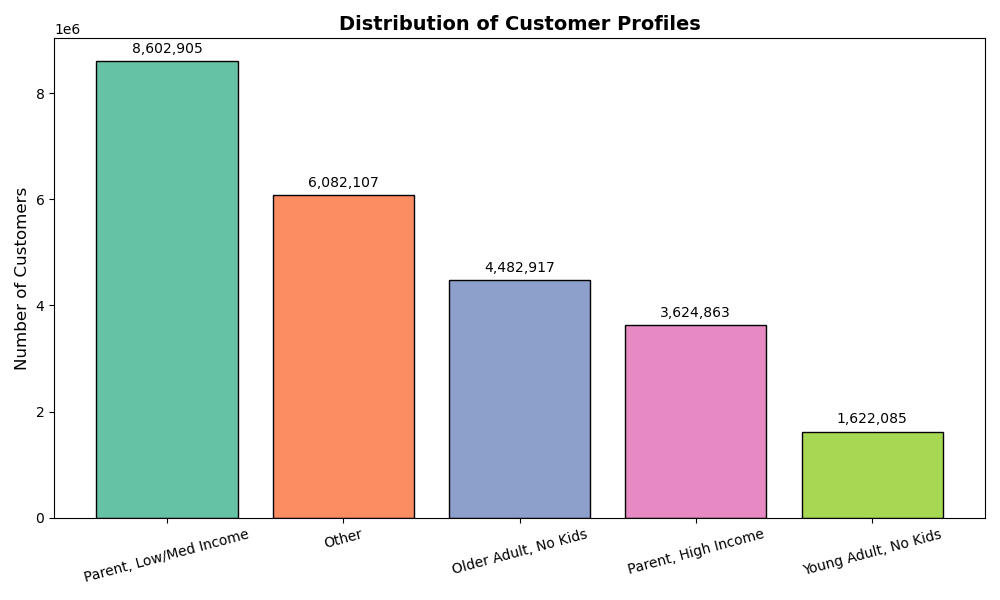 Distribution of Customer Profiles
1e6
8,602,905
8
6,082,107
6
4,482,917
4
3,624,863
2
1,622,085
0
Number of Customers
Parent, Low/Med Income
Other
Older Adult, No Kids
Parent, High Income
Young Adult, No Kids